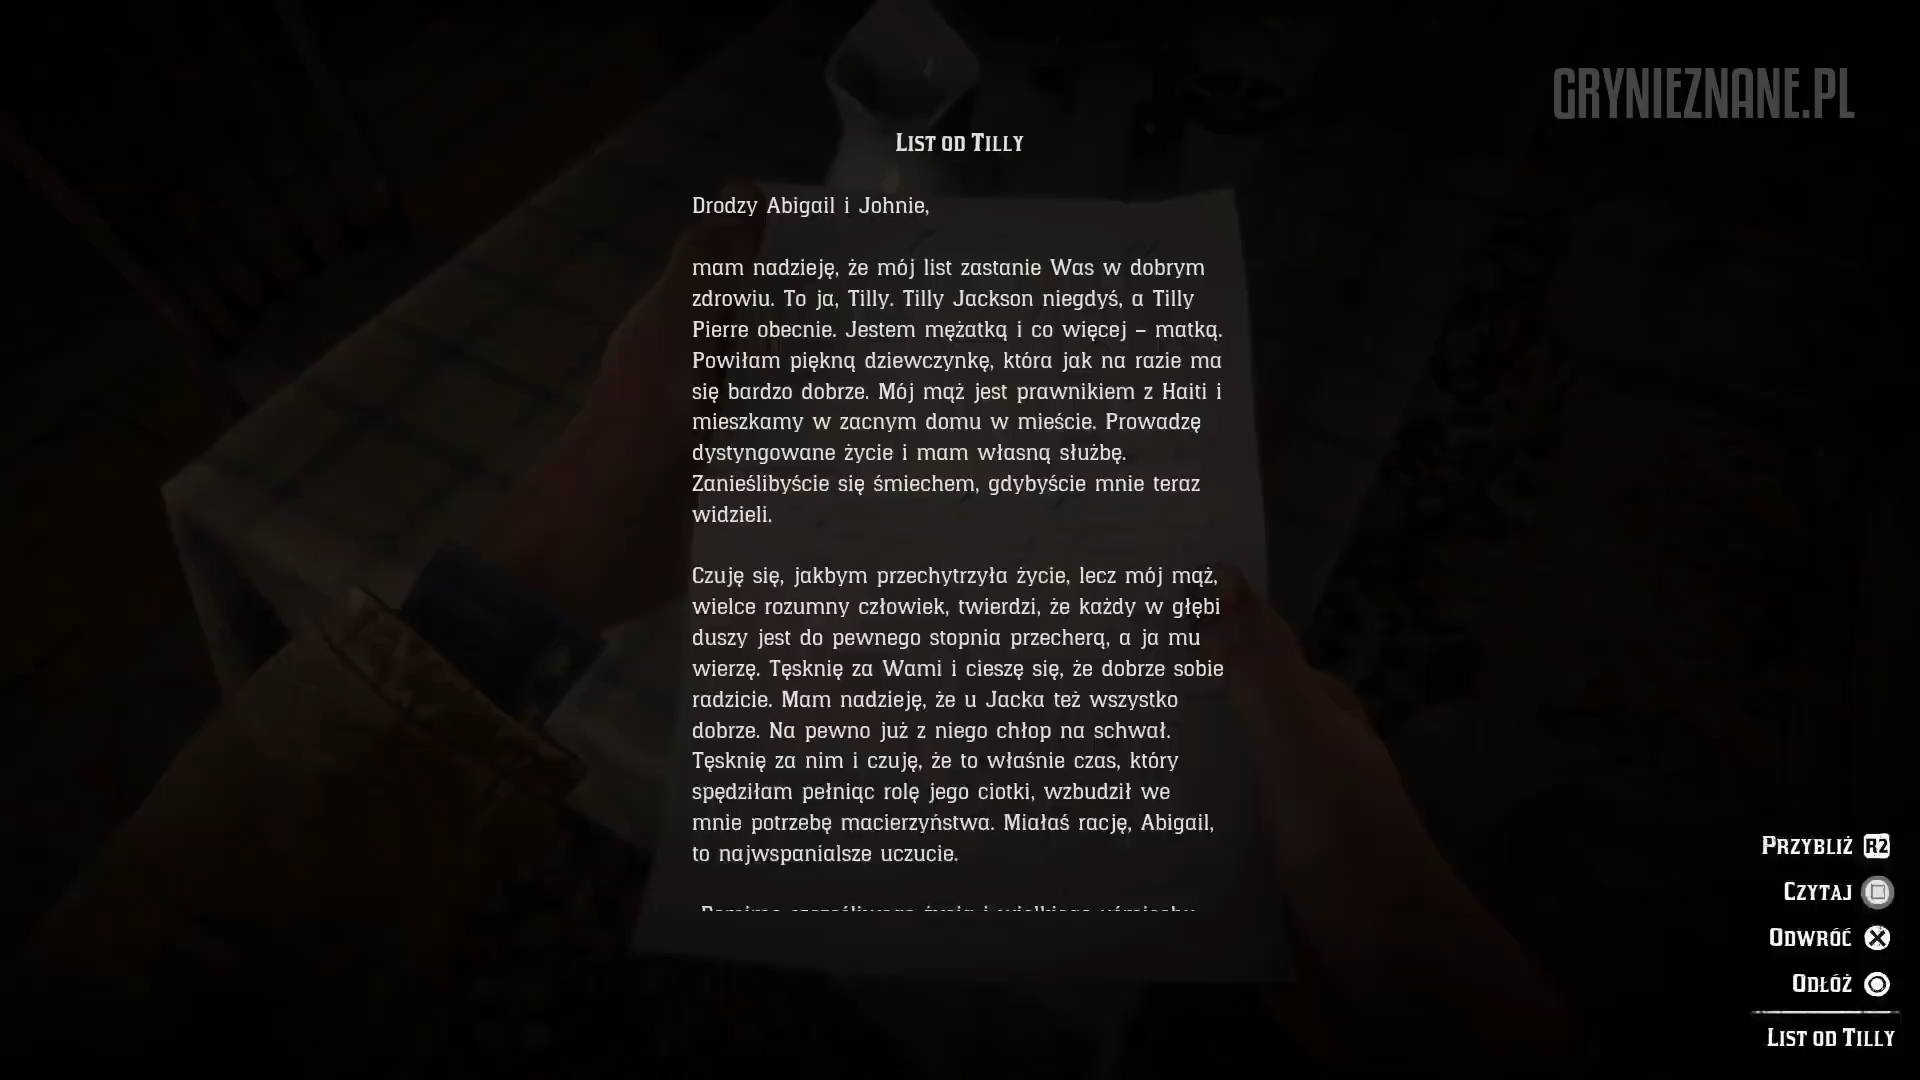 GRYNIEZNANE.PL
List od Tilly
Drodzy Abigail i Johnie,
mam nadzieję, że mój list zastanie Was w dobrym
zdrowiu. To ja, Tilly. Tilly Jackson niegdyś, a Tilly
Pierre obecnie. Jestem mężatką i co więcej – matką.
Powiłam piękną dziewczynkę, która jak na razie ma
się bardzo dobrze. Mój mąż jest prawnikiem z Haiti i
mieszkamy w zacnym domu w mieście. Prowadzę
dystyngowane życie i mam własną służbę.
Zanieślibyście się śmiechem, gdybyście mnie teraz
widzieli.
Czuję się, jakbym przechytrzyła życie, lecz mój mąż,
wielce rozumny człowiek, twierdzi, że każdy w głębi
duszy jest do pewnego stopnia przecherą, a ja mu
wierzę. Tęsknię za Wami i cieszę się, że dobrze sobie
radzicie. Mam nadzieję, że u Jacka też wszystko
dobrze. Na pewno już z niego chłop na schwał.
Tęsknię za nim i czuję, że to właśnie czas, który
spędziłam pełniąc rolę jego ciotki, wzbudził we
mnie potrzebę macierzyństwa. Miałaś rację, Abigail,
to najwspanialsze uczucie.
Przybliż R2
Czytaj
Odwróć
Odłóż
List od Tilly